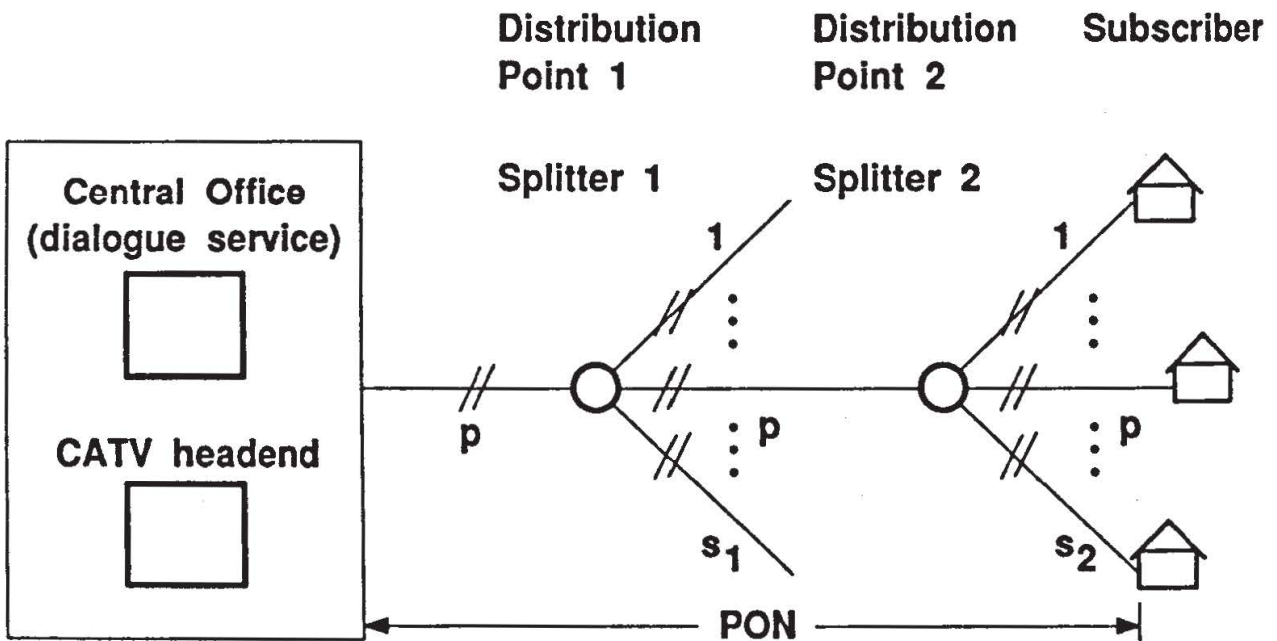 Distribution Point 1
Distribution Point 2
Subscriber
Splitter 1
Splitter 2
Central Office
(dialogue service)
CATV headend
p
1
p
s1
1
p
s2
PON